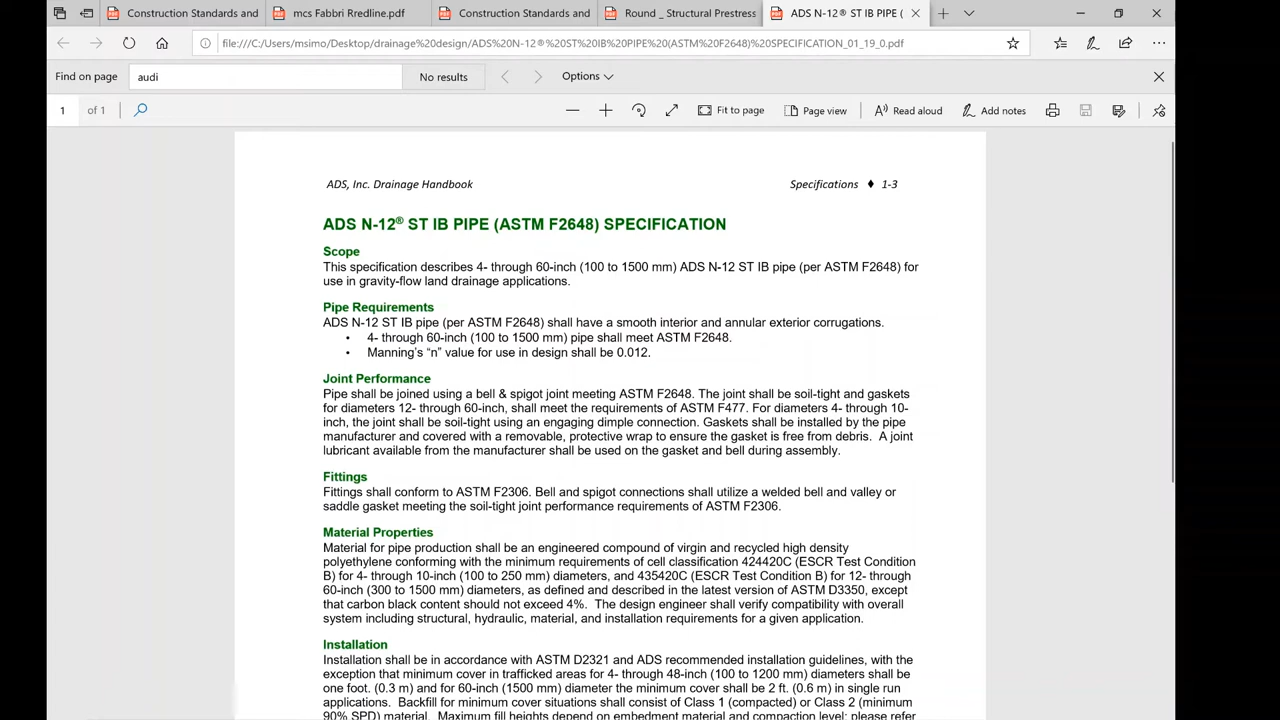 Construction Standards and
mcs Fabbri Rredline.pdf
Construction Standards and
Round _ Structural Prestress
ADS N-12® ST IB PIPE (
file:///C:/Users/msimo/Desktop/drainage%20design/ADS%20N-12®%20ST%20IB%20PIPE%20(ASTM%20F2648)%20SPECIFICATION_01_19_0.pdf
Find on page
audi
No results
Options
1
of 1
Fit to page
Page view
Read aloud
Add notes
ADS, Inc. Drainage Handbook
Specifications ♦ 1-3
ADS N-12® ST IB PIPE (ASTM F2648) SPECIFICATION
Scope
This specification describes 4- through 60-inch (100 to 1500 mm) ADS N-12 ST IB pipe (per ASTM F2648) for
use in gravity-flow land drainage applications.
Pipe Requirements
ADS N-12 ST IB pipe (per ASTM F2648) shall have a smooth interior and annular exterior corrugations.
• 4- through 60-inch (100 to 1500 mm) pipe shall meet ASTM F2648.
• Manning's “n” value for use in design shall be 0.012.
Joint Performance
Pipe shall be joined using a bell & spigot joint meeting ASTM F2648. The joint shall be soil-tight and gaskets
for diameters 12- through 60-inch, shall meet the requirements of ASTM F477. For diameters 4- through 10-
inch, the joint shall be soil-tight using an engaging dimple connection. Gaskets shall be installed by the pipe
manufacturer and covered with a removable, protective wrap to ensure the gasket is free from debris. A joint
lubricant available from the manufacturer shall be used on the gasket and bell during assembly.
Fittings
Fittings shall conform to ASTM F2306. Bell and spigot connections shall utilize a welded bell and valley or
saddle gasket meeting the soil-tight joint performance requirements of ASTM F2306.
Material Properties
Material for pipe production shall be an engineered compound of virgin and recycled high density
polyethylene conforming with the minimum requirements of cell classification 424420C (ESCR Test Condition
B) for 4- through 10-inch (100 to 250 mm) diameters, and 435420C (ESCR Test Condition B) for 12- through
60-inch (300 to 1500 mm) diameters, as defined and described in the latest version of ASTM D3350, except
that carbon black content should not exceed 4%. The design engineer shall verify compatibility with overall
system including structural, hydraulic, material, and installation requirements for a given application.
Installation
Installation shall be in accordance with ASTM D2321 and ADS recommended installation guidelines, with the
exception that minimum cover in trafficked areas for 4- through 48-inch (100 to 1200 mm) diameters shall be
one foot. (0.3 m) and for 60-inch (1500 mm) diameter the minimum cover shall be 2 ft. (0.6 m) in single run
applications. Backfill for minimum cover situations shall consist of Class 1 (compacted) or Class 2 (minimum
90% SPD) material. Maximum fill heights depend on embedment material and compaction level; please refer